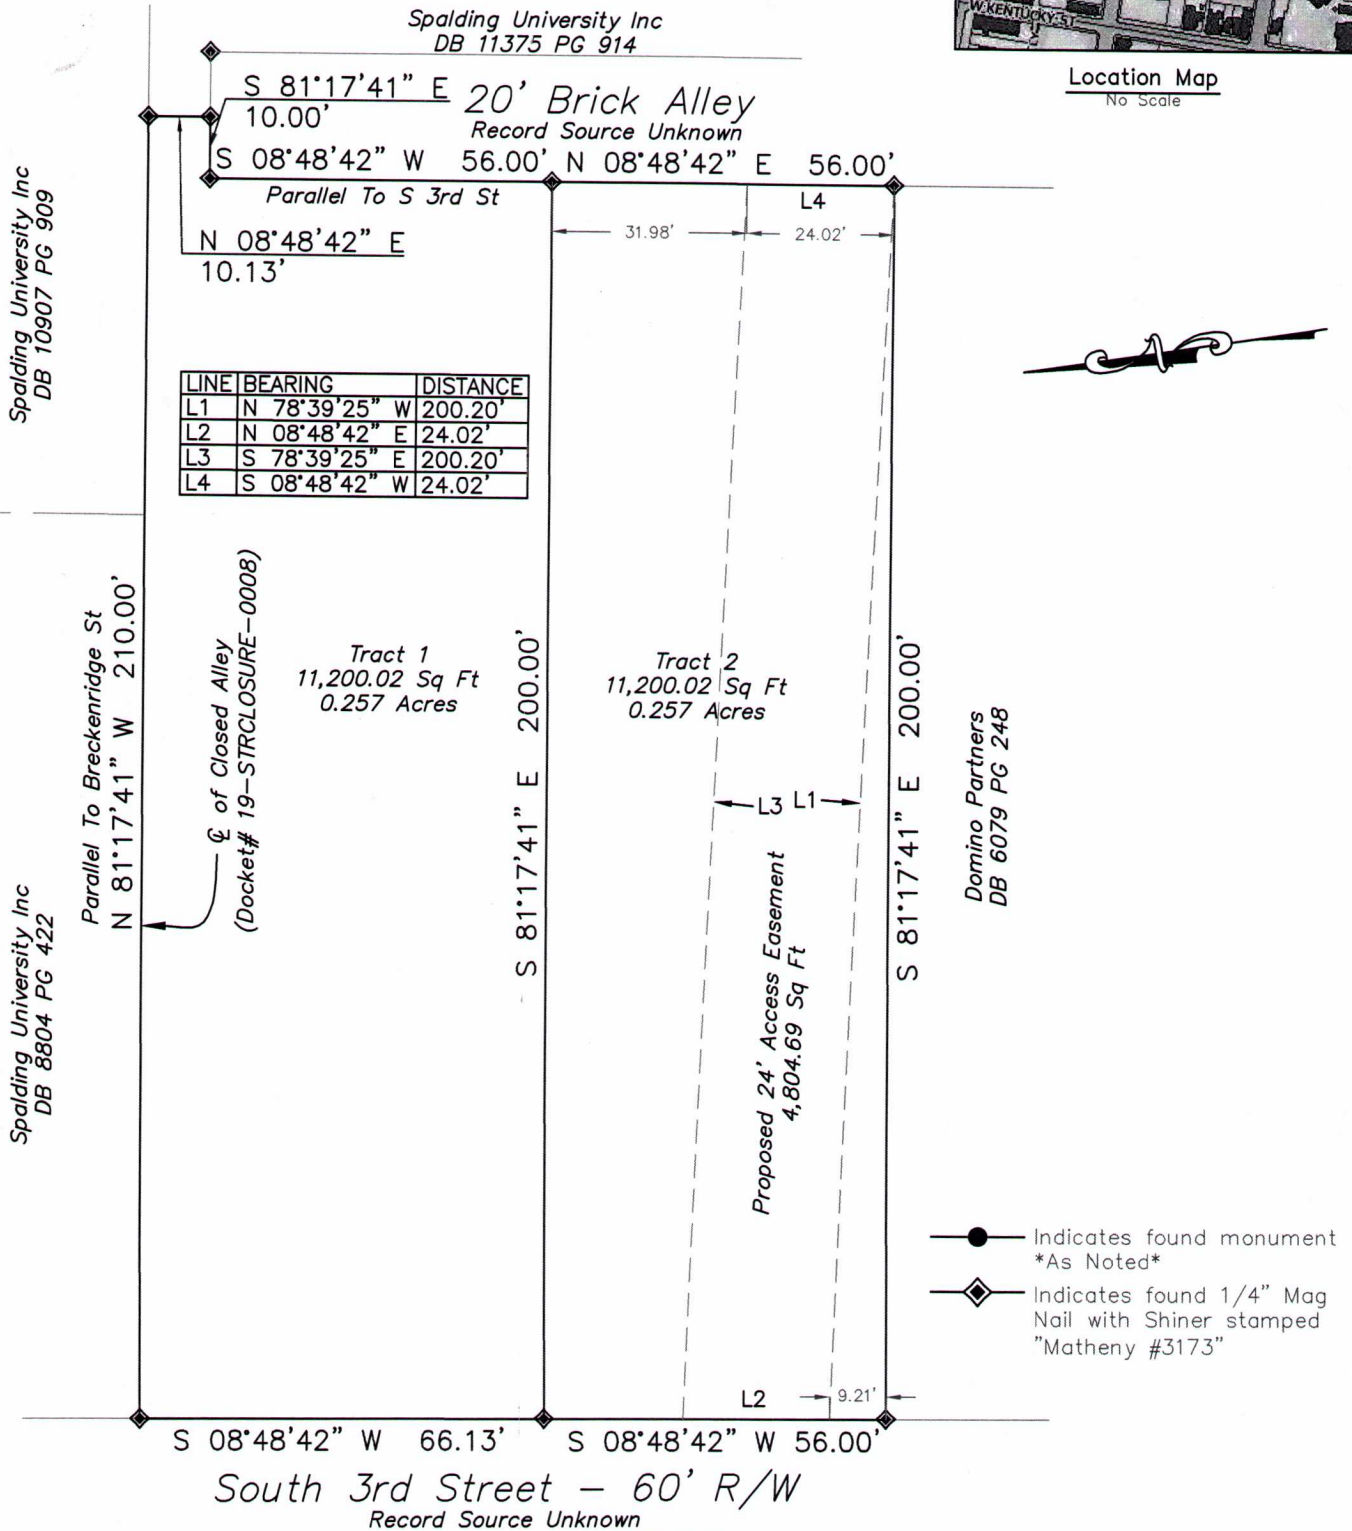 W KENTUCKY ST
Location Map
No Scale
Spalding University Inc
DB 11375 PG 914
S 81°17'41" E
10.00'
20' Brick Alley
Record Source Unknown
S 08°48'42" W 56.00'
N 08°48'42" E 56.00'
Parallel To S 3rd St
L4
31.98'
24.02'
N 08°48'42" E
10.13'
Spalding University Inc
DB 10907 PG 909
LINE BEARING DISTANCE
L1 N 78°39'25" W 200.20'
L2 N 08°48'42" E 24.02'
L3 S 78°39'25" E 200.20'
L4 S 08°48'42" W 24.02'
N
Parallel To Breckenridge St
N 81°17'41" W 210.00'
℄ of Closed Alley
(Docket# 19-STRCLOSURE-0008)
Tract 1
11,200.02 Sq Ft
0.257 Acres
S 81°17'41" E 200.00'
Tract 2
11,200.02 Sq Ft
0.257 Acres
L3 L1
Proposed 24' Access Easement
4,804.69 Sq Ft
S 81°17'41" E 200.00'
Domino Partners
DB 6079 PG 248
Spalding University Inc
DB 8804 PG 422
Indicates found monument
*As Noted*
Indicates found 1/4" Mag
Nail with Shiner stamped
"Matheny #3173"
L2
9.21'
S 08°48'42" W 66.13'
S 08°48'42" W 56.00'
South 3rd Street - 60' R/W
Record Source Unknown